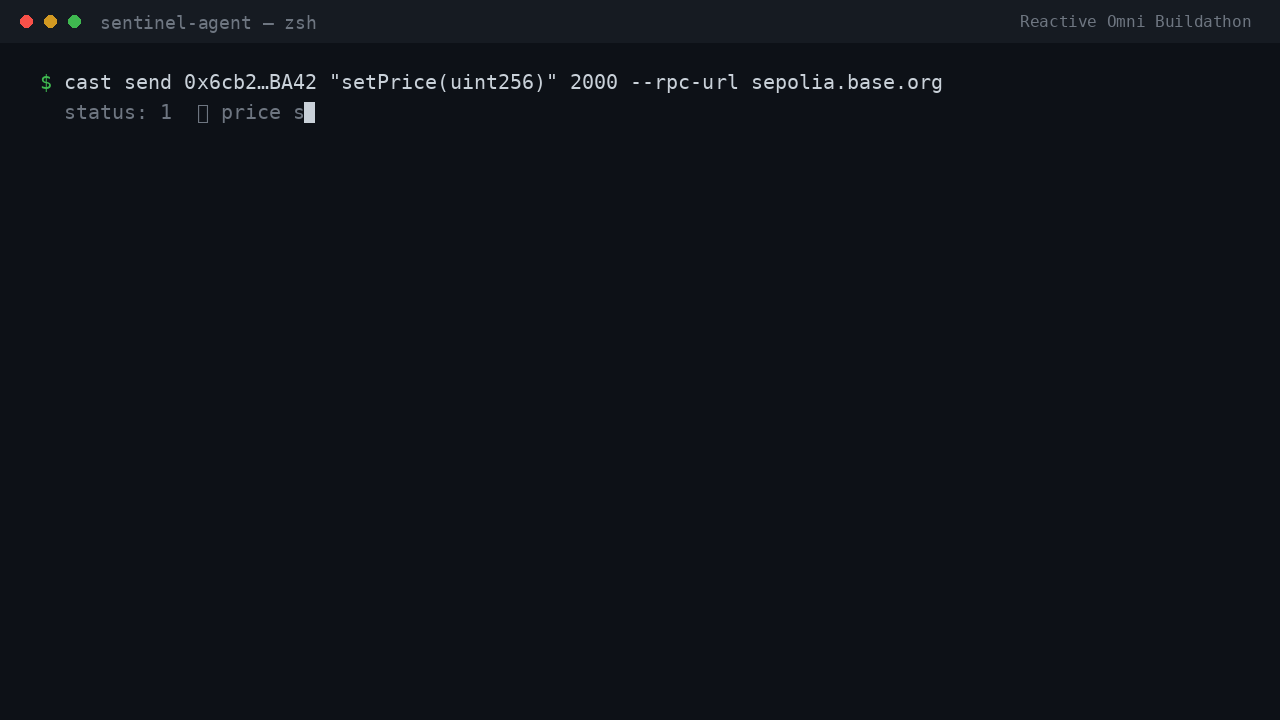 sentinel-agent — zsh
Reactive Omni Buildathon
$ cast send 0x6cb2…BA42 "setPrice(uint256)" 2000 --rpc-url sepolia.base.org
status: 1 price s